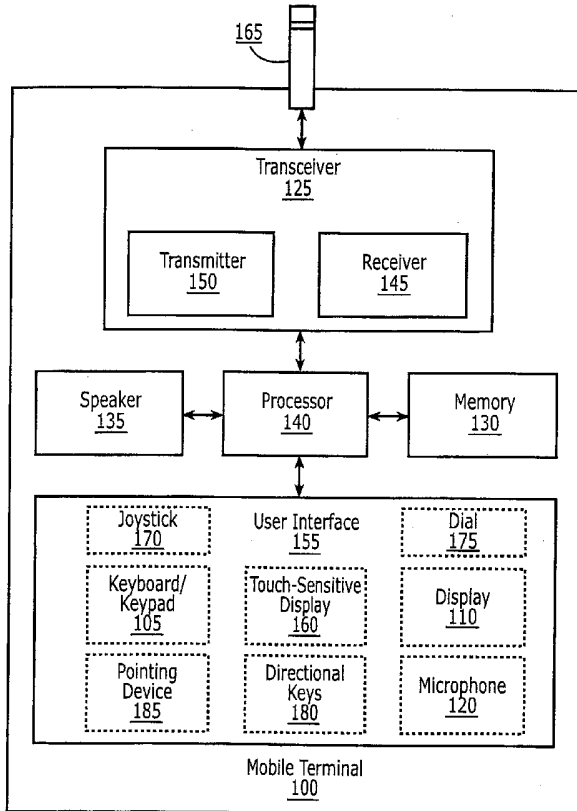 165
Transceiver
125
Transmitter
150
Receiver
145
Speaker
135
Processor
140
Memory
130
Joystick
170
User Interface
155
Dial
175
Keyboard/
Keypad
105
Touch-Sensitive
Display
160
Display
110
Pointing
Device
185
Directional
Keys
180
Microphone
120
Mobile Terminal
100